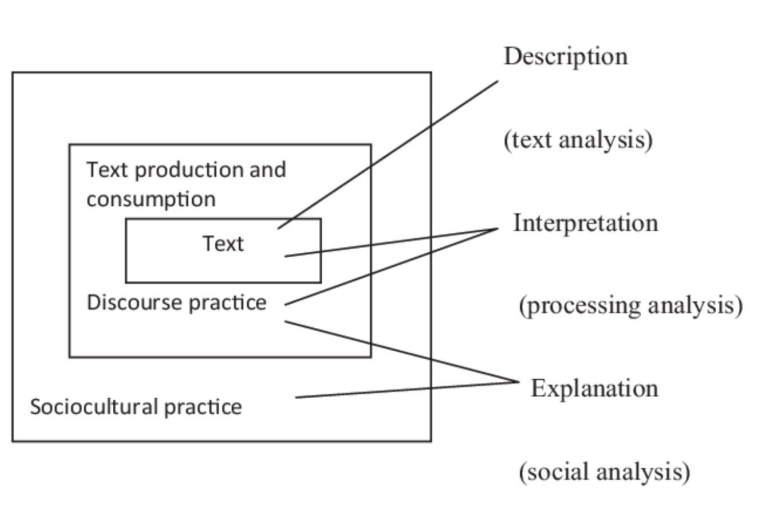 Description
(text analysis)
Text production and
consumption
Text
Interpretation
Discourse practice
(processing analysis)
Explanation
Sociocultural practice
(social analysis)